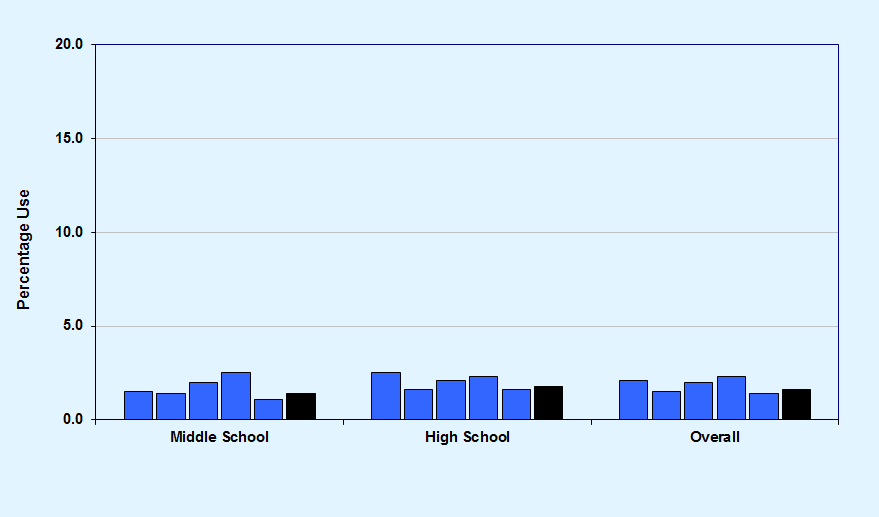 20.0
15.0
10.0
5.0
0.0
Percentage Use
Middle School
High School
Overall